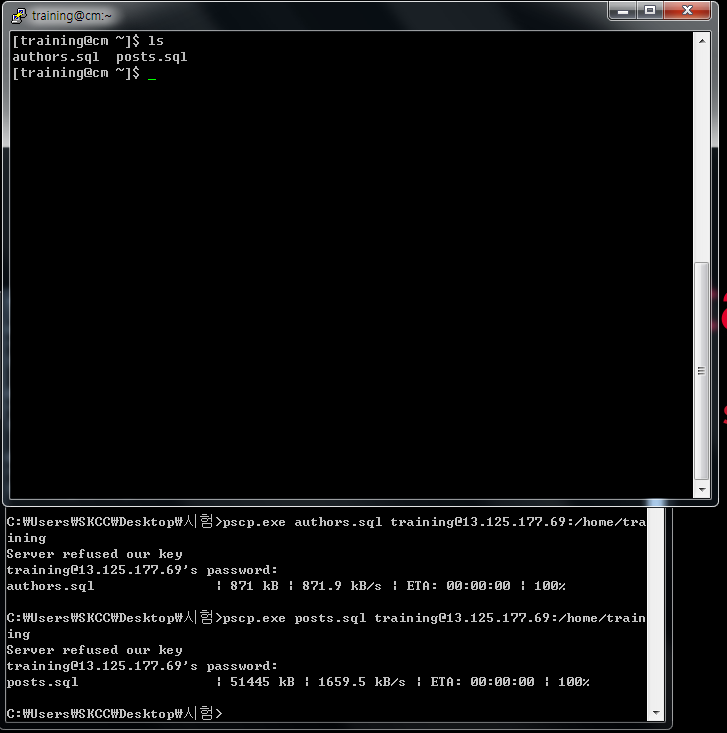 training@cm:~
[training@cm ~]$ ls
authors.sql  posts.sql
[training@cm ~]$ _
C:₩Users₩SKCC₩Desktop₩시험>pscp.exe authors.sql training@13.125.177.69:/home/tra
ining
Server refused our key
training@13.125.177.69's password:
authors.sql               | 871 kB | 871.9 kB/s | ETA: 00:00:00 | 100%
C:₩Users₩SKCC₩Desktop₩시험>pscp.exe posts.sql training@13.125.177.69:/home/train
ing
Server refused our key
training@13.125.177.69's password:
posts.sql                 | 51445 kB | 1659.5 kB/s | ETA: 00:00:00 | 100%
C:₩Users₩SKCC₩Desktop₩시험>